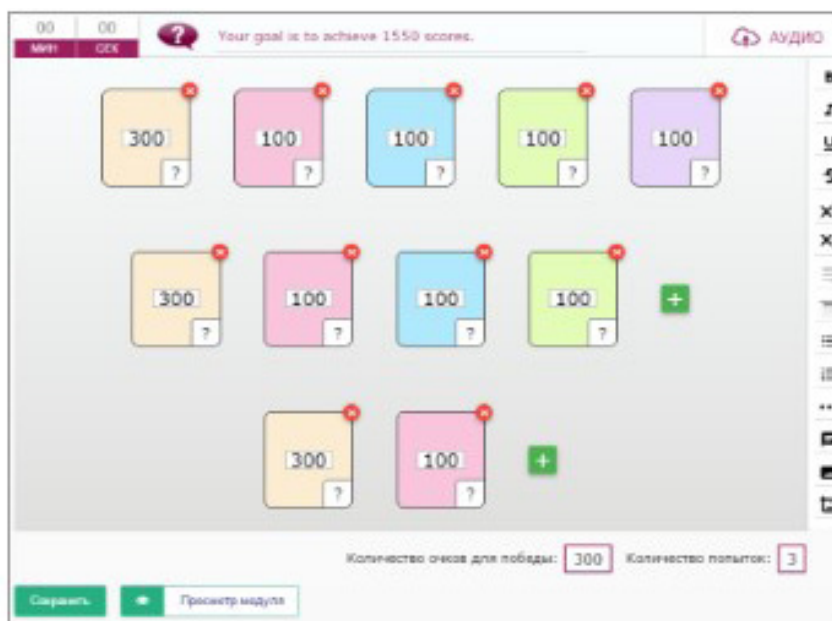 00 00
МИН СЕК
? Your goal is to achieve 1550 scores.
АУДИО
300 100 100 100 100
? ? ? ? ?
300 100 100 100 +
? ? ? ?
300 100 +
? ?
Количество очков для победы: 300 Количество попыток: 3
Сохранить Просмотр модуля